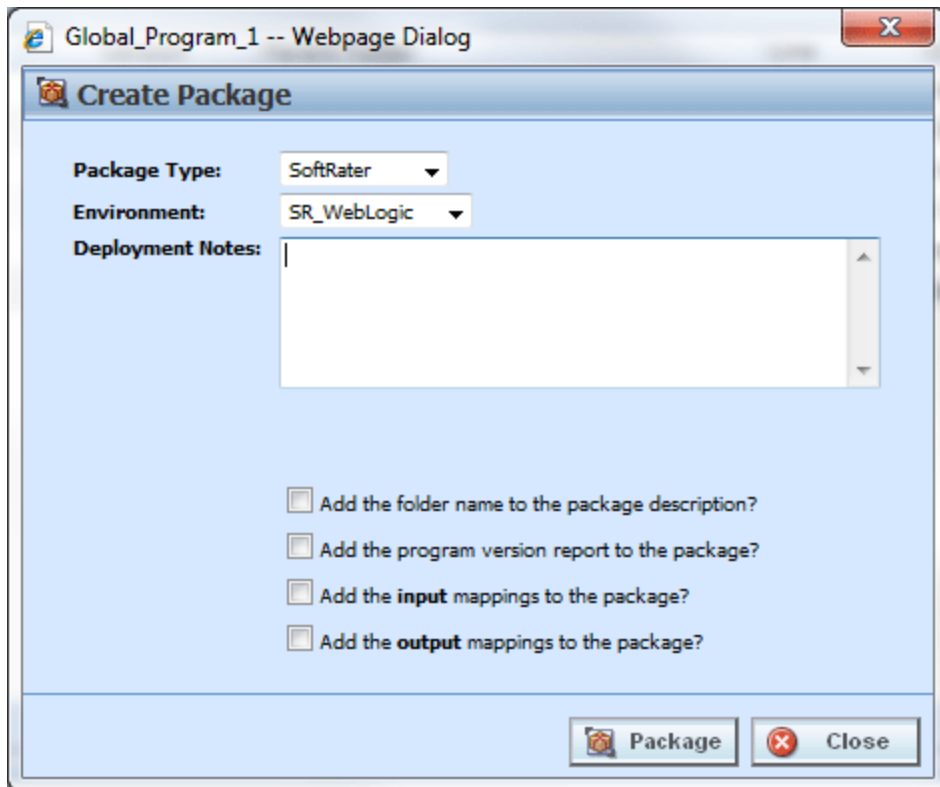 Global_Program_1 -- Webpage Dialog
Create Package
Package Type: SoftRater
Environment: SR_WebLogic
Deployment Notes:
Add the folder name to the package description?
Add the program version report to the package?
Add the input mappings to the package?
Add the output mappings to the package?
Package Close